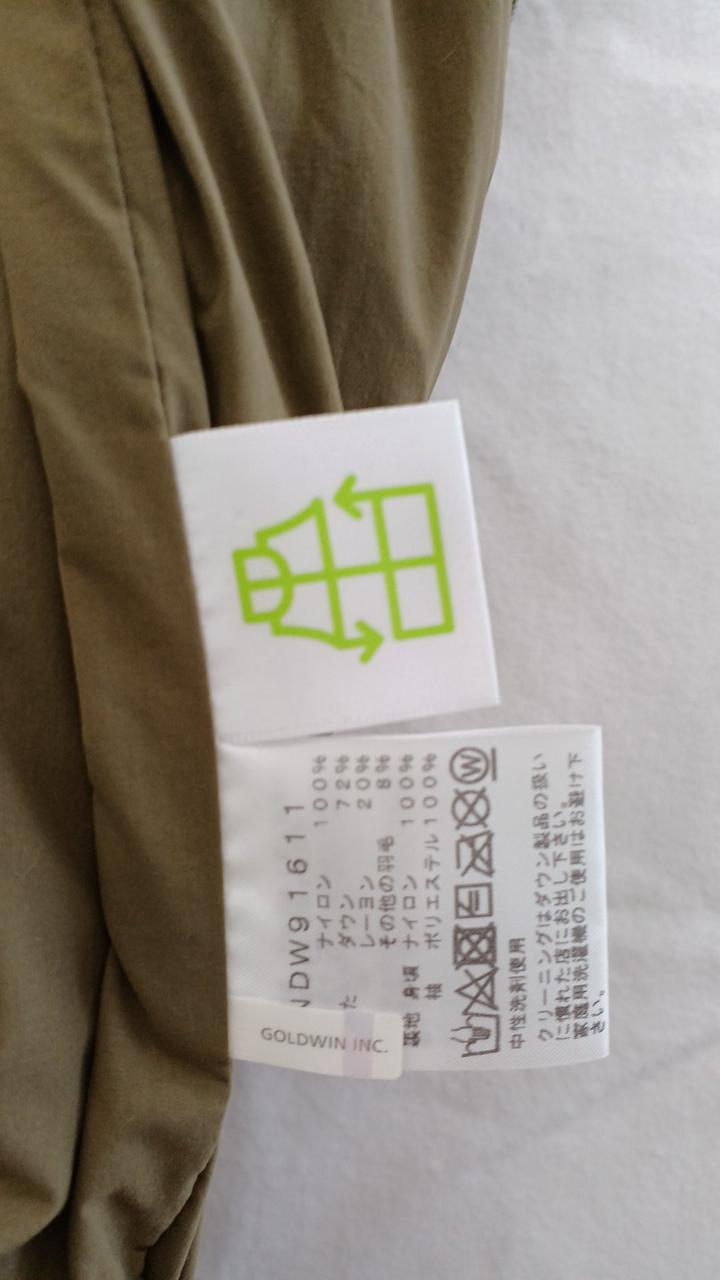 NDW91611
ナイロン 100%
た ダウン 72%
レーヨン 20%
その他の羽毛 8%
裏地 身頃 ナイロン 100%
袖 ポリエステル 100%
W
中性洗剤使用
クリーニングはダウン製品の扱い
に慣れた店にお出し下さい。
家庭用洗濯機のご使用はお避け下
さい。
GOLDWIN INC.